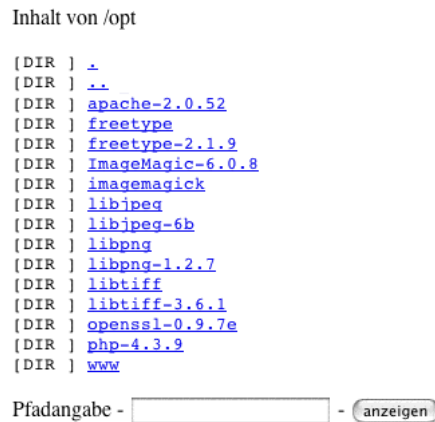 Inhalt von /opt
[DIR ] .
[DIR ] ..
[DIR ] apache-2.0.52
[DIR ] freetype
[DIR ] freetype-2.1.9
[DIR ] ImageMagic-6.0.8
[DIR ] imagemagick
[DIR ] libjpeg
[DIR ] libjpeg-6b
[DIR ] libpng
[DIR ] libpng-1.2.7
[DIR ] libtiff
[DIR ] libtiff-3.6.1
[DIR ] openssl-0.9.7e
[DIR ] php-4.3.9
[DIR ] www
Pfadangabe - - anzeigen